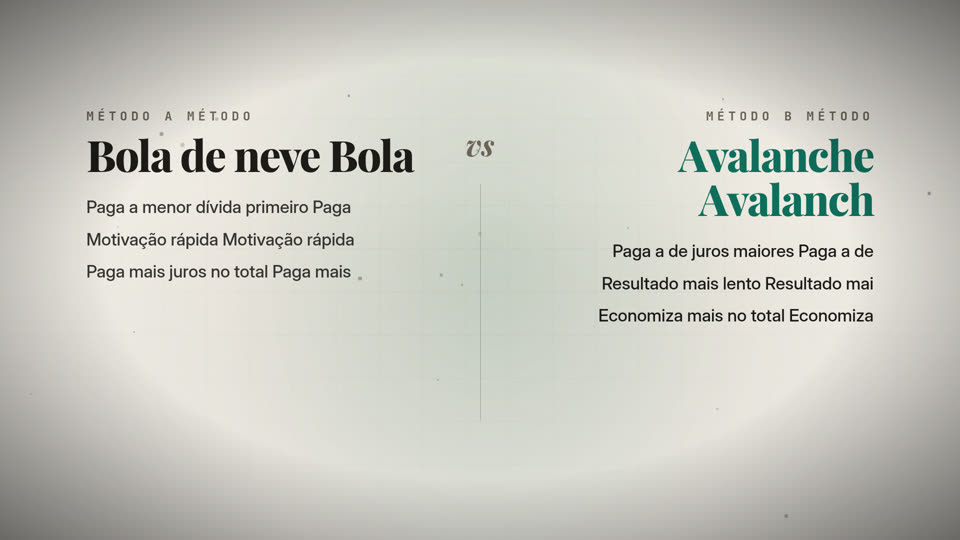 MÉTODO A MÉTODO
Bola de neve Bola
Paga a menor dívida primeiro Paga
Motivação rápida Motivação rápida
Paga mais juros no total Paga mais
vs
MÉTODO B MÉTODO
Avalanche
Avalanch
Paga a de juros maiores Paga a de
Resultado mais lento Resultado mai
Economiza mais no total Economiza